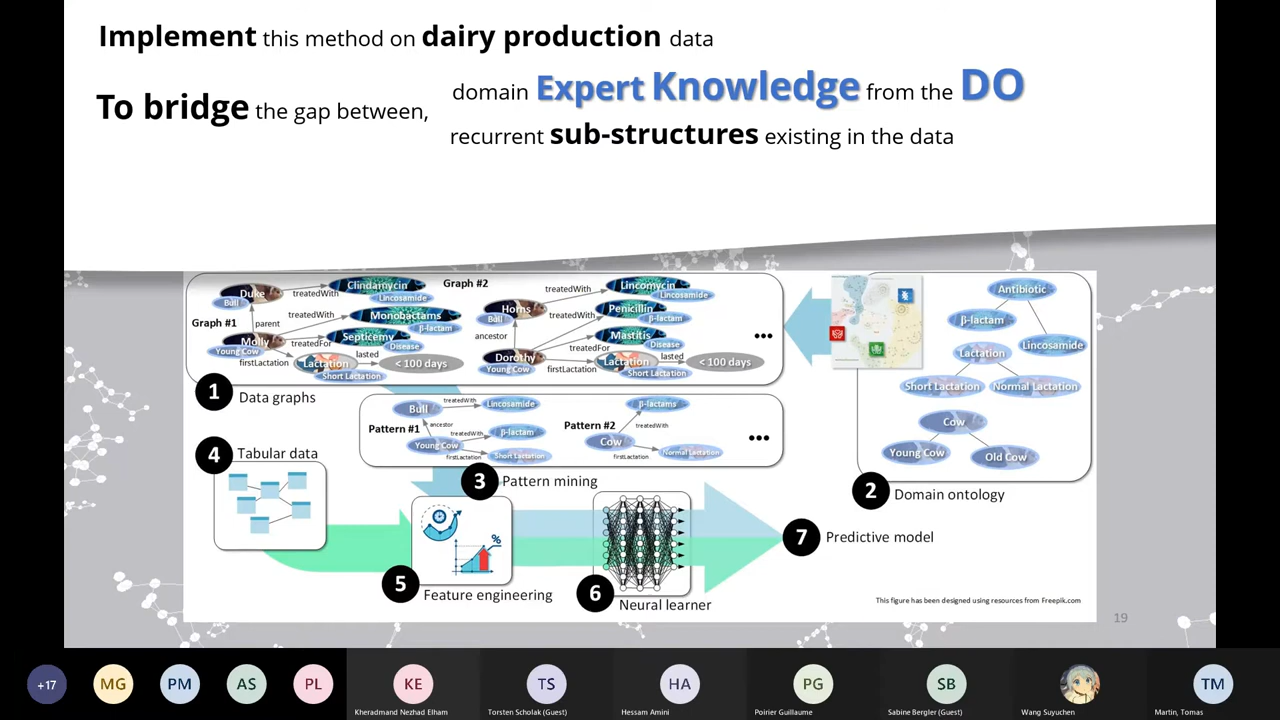 Implement this method on dairy production data
To bridge the gap between,
domain Expert Knowledge from the DO
recurrent sub-structures existing in the data
Graph #1
Duke
Bull
parent
Molly
Young Cow
treatedWith
Clindamycin
Lincosamide
treatedWith
Monobactams
β-lactam
treatedFor
Septicemy
Disease
firstLactation
Lactation
Short Lactation
lasted
< 100 days
Graph #2
Horns
Bull
ancestor
Dorothy
Young Cow
treatedWith
Lincomycin
Lincosamide
treatedWith
Penicillin
β-lactam
treatedFor
Mastitis
Disease
firstLactation
Lactation
Short Lactation
lasted
< 100 days
•••
1
Data graphs
Antibiotic
β-lactam
Lincosamide
Lactation
Short Lactation
Normal Lactation
Cow
Young Cow
Old Cow
2
Domain ontology
Pattern #1
Bull
treatedWith
Lincosamide
ancestor
Young Cow
treatedWith
β-lactam
firstLactation
Short Lactation
Pattern #2
β-lactams
treatedWith
Cow
firstLactation
Normal Lactation
•••
3
Pattern mining
4
Tabular data
%
5
Feature engineering
6
Neural learner
7
Predictive model
This figure has been designed using resources from Freepik.com
19
+17
MG
PM
AS
PL
KE
Kheradmand Nezhad Elham
TS
Torsten Scholak (Guest)
HA
Hessam Amini
PG
Poirier Guillaume
SB
Sabine Bergler (Guest)
Wang Suyuchen
TM
Martin, Tomas